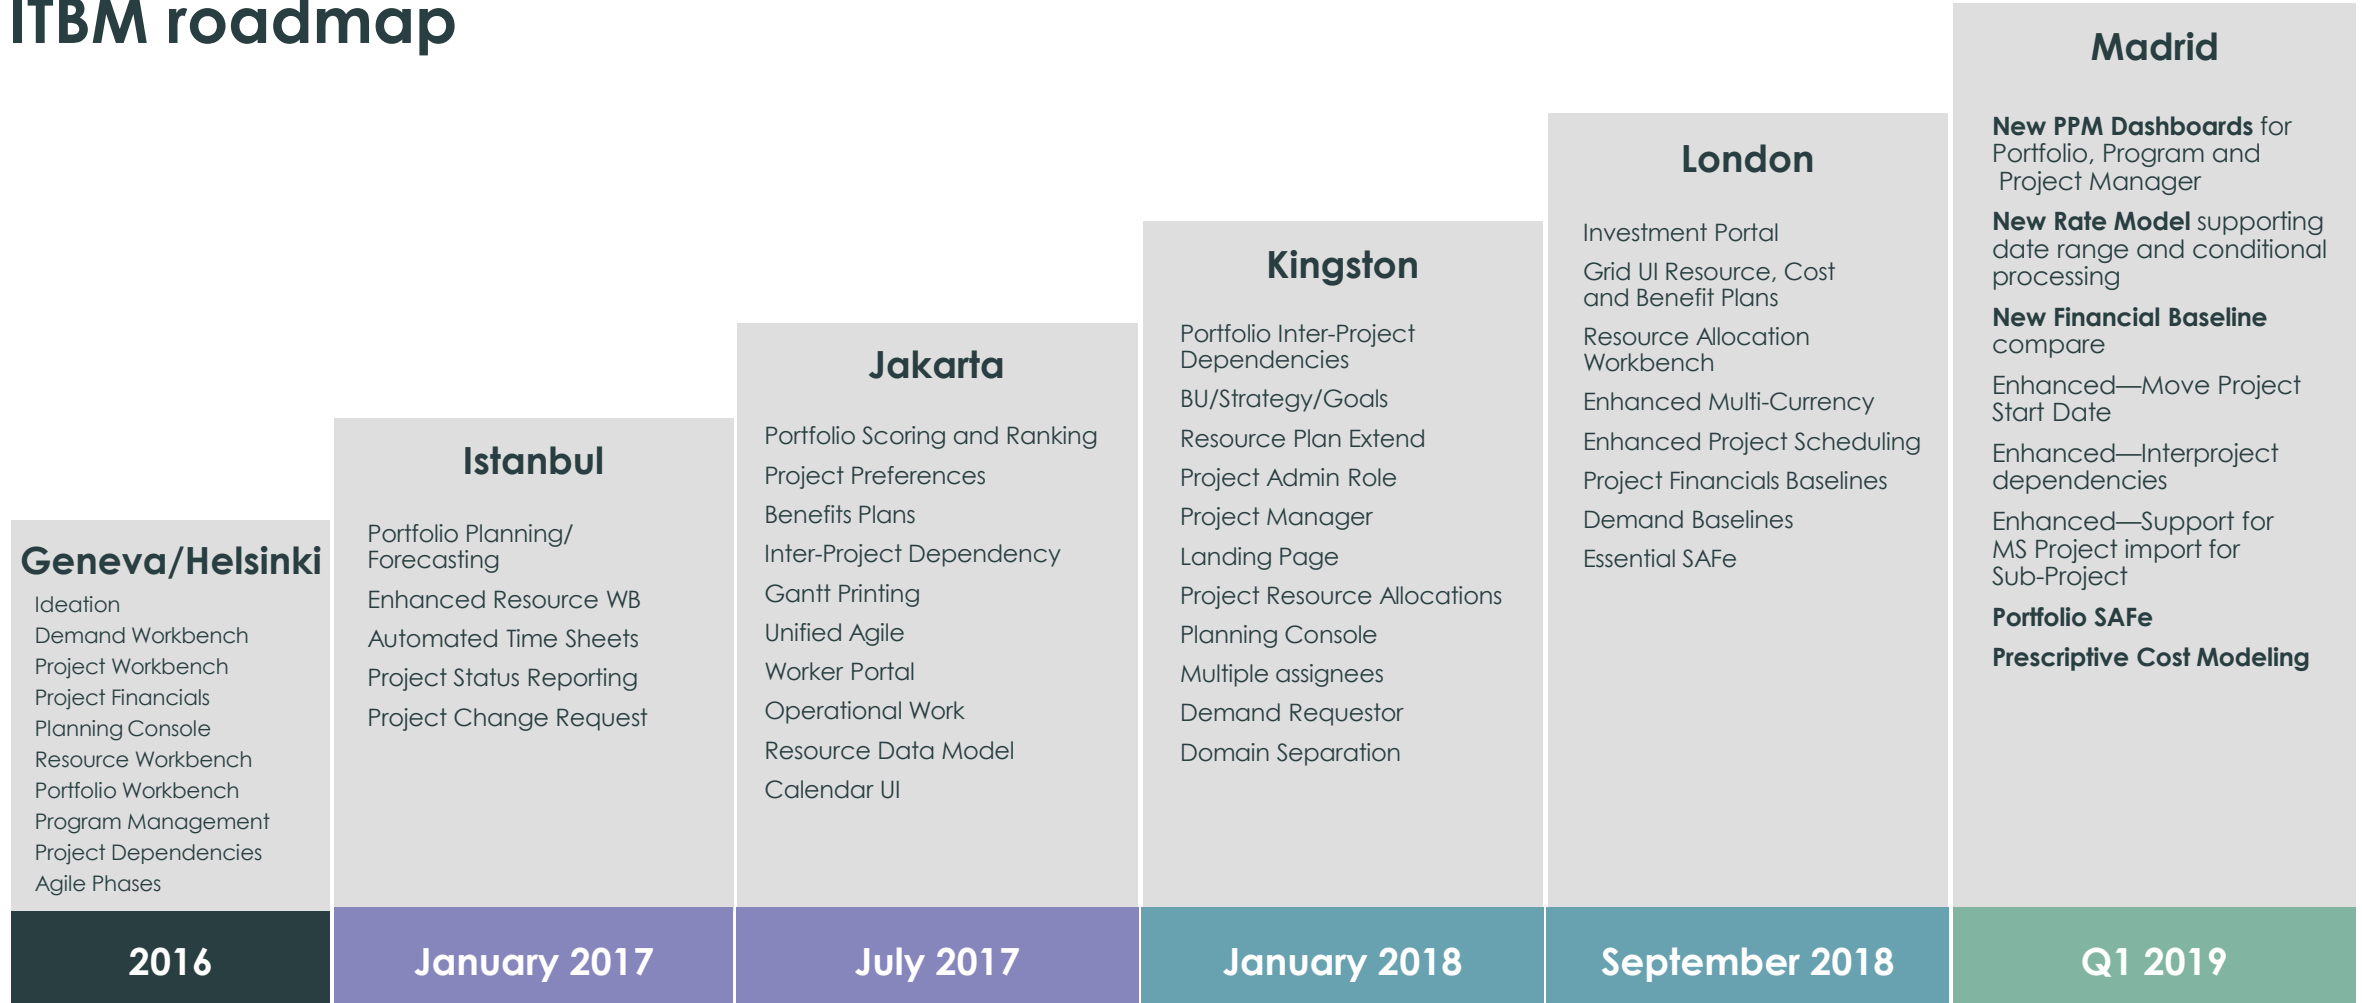 ITBM roadmap
Geneva/Helsinki
Ideation
Demand Workbench
Project Workbench
Project Financials
Planning Console
Resource Workbench
Portfolio Workbench
Program Management
Project Dependencies
Agile Phases
2016
Istanbul
Portfolio Planning/
Forecasting
Enhanced Resource WB
Automated Time Sheets
Project Status Reporting
Project Change Request
January 2017
Jakarta
Portfolio Scoring and Ranking
Project Preferences
Benefits Plans
Inter-Project Dependency
Gantt Printing
Unified Agile
Worker Portal
Operational Work
Resource Data Model
Calendar UI
July 2017
Kingston
Portfolio Inter-Project
Dependencies
BU/Strategy/Goals
Resource Plan Extend
Project Admin Role
Project Manager
Landing Page
Project Resource Allocations
Planning Console
Multiple assignees
Demand Requestor
Domain Separation
January 2018
London
Investment Portal
Grid UI Resource, Cost
and Benefit Plans
Resource Allocation
Workbench
Enhanced Multi-Currency
Enhanced Project Scheduling
Project Financials Baselines
Demand Baselines
Essential SAFe
September 2018
Madrid
New PPM Dashboards for
Portfolio, Program and
Project Manager
New Rate Model supporting
date range and conditional
processing
New Financial Baseline
compare
Enhanced—Move Project
Start Date
Enhanced—Interproject
dependencies
Enhanced—Support for
MS Project import for
Sub-Project
Portfolio SAFe
Prescriptive Cost Modeling
Q1 2019